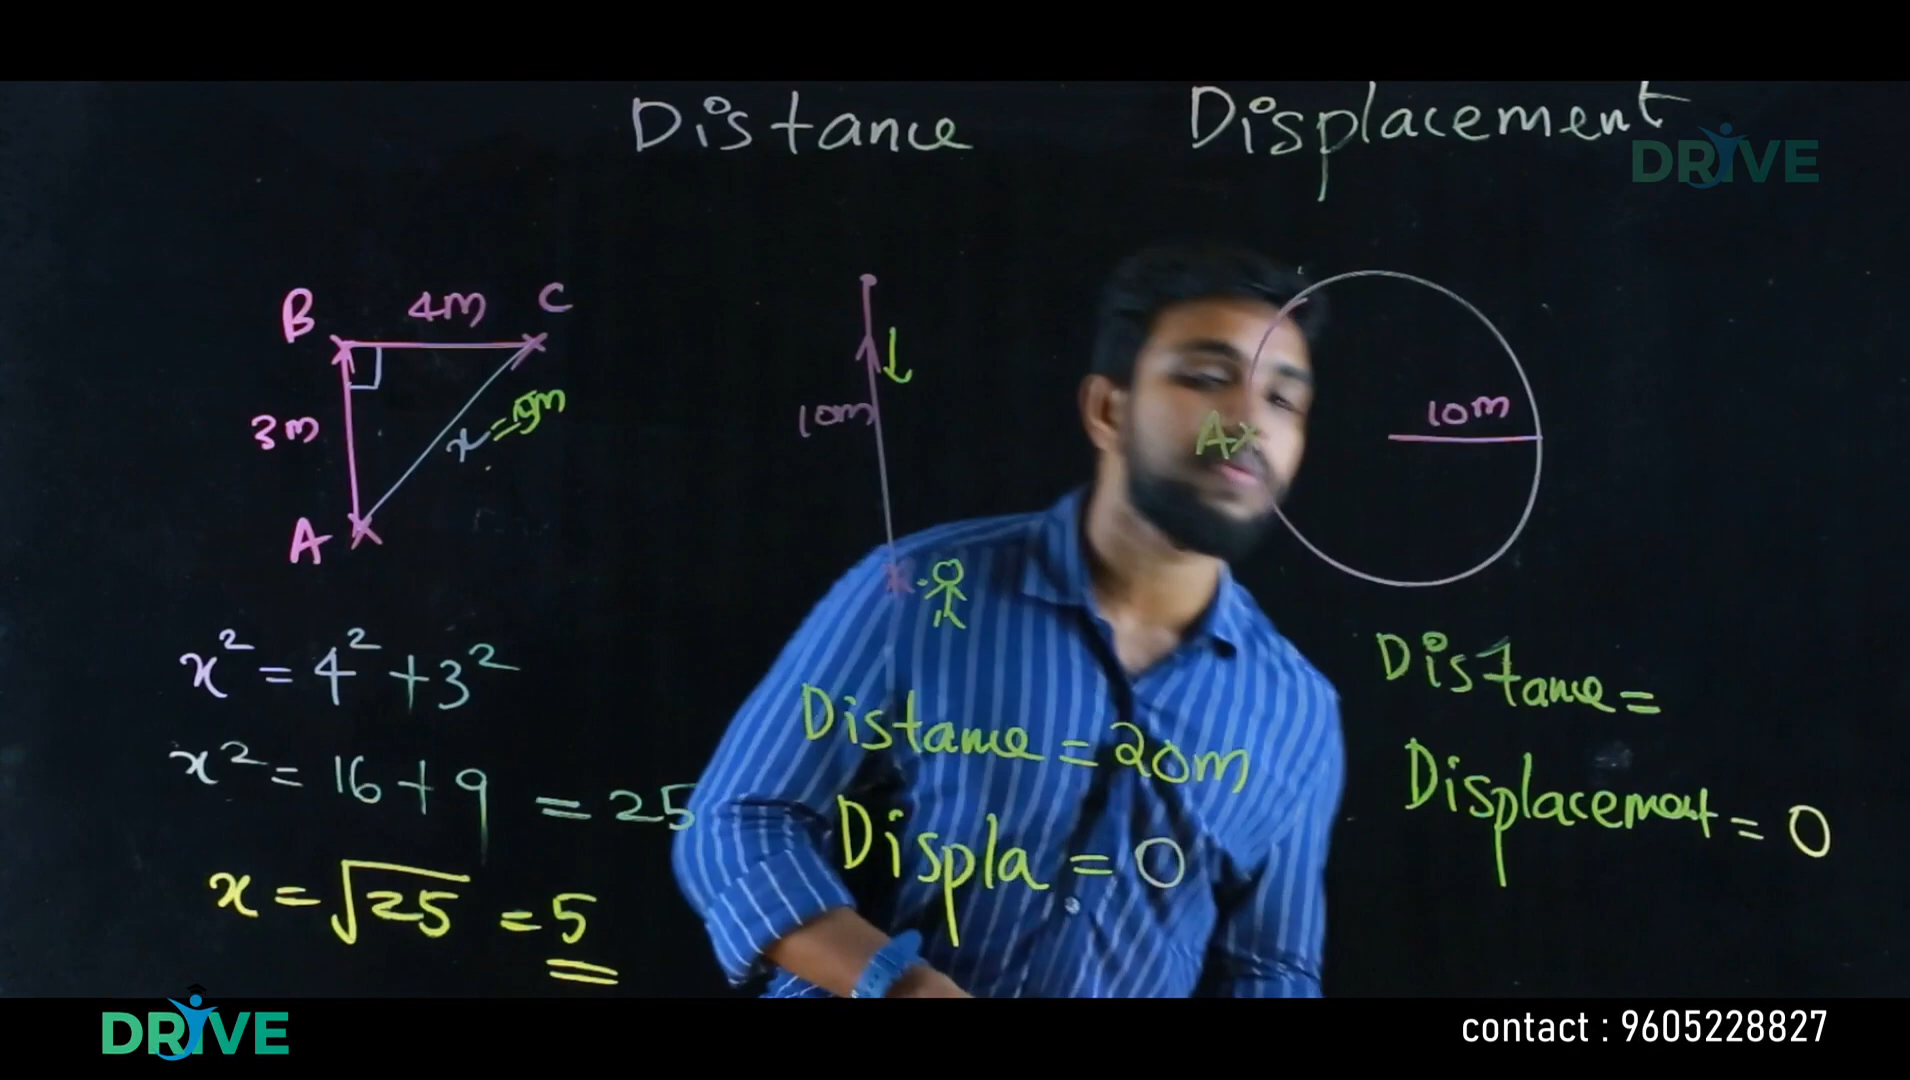 Distance
Displacement
DRIVE
B
4m
C
3m
x = 5m
A
x² = 4² + 3²
x² = 16 + 9 = 25
x = √25 = 5
10m
Distance = 20m
Displa = 0
A
10m
Distance =
Displacement = 0
DRIVE
contact : 9605228827